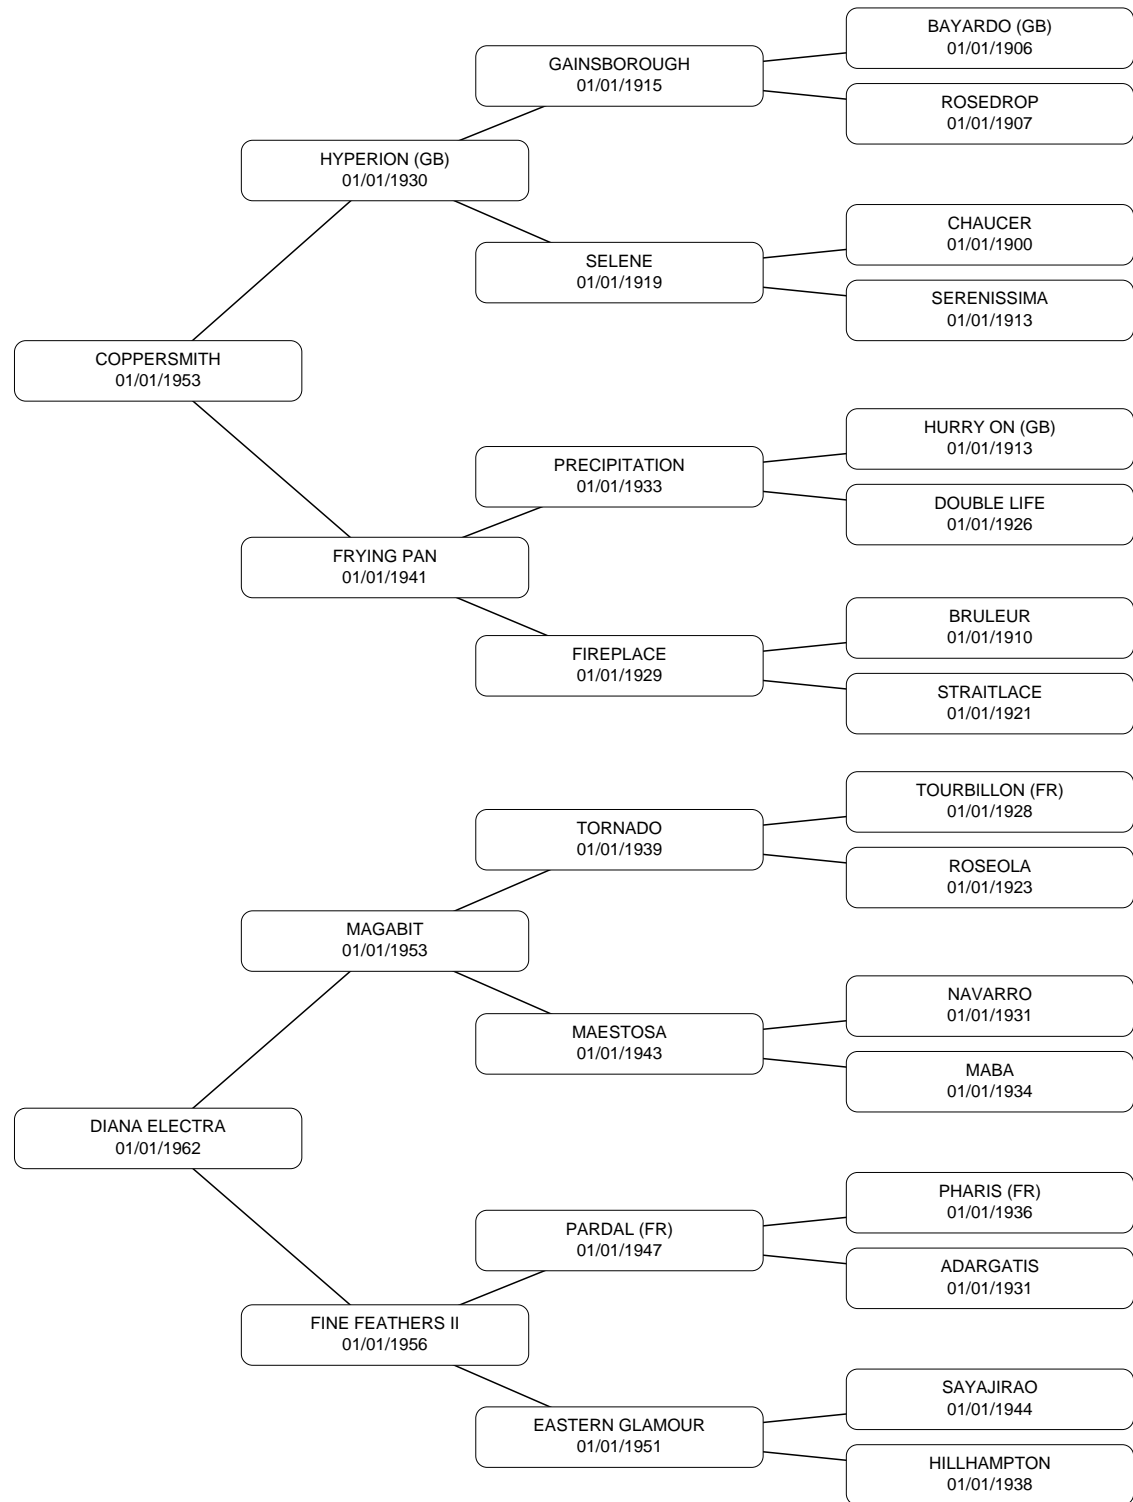 BAYARDO (GB)
01/01/1906
GAINSBOROUGH
01/01/1915
ROSEDROP
01/01/1907
HYPERION (GB)
01/01/1930
CHAUCER
01/01/1900
SELENE
01/01/1919
SERENISSIMA
01/01/1913
COPPERSMITH
01/01/1953
HURRY ON (GB)
01/01/1913
PRECIPITATION
01/01/1933
DOUBLE LIFE
01/01/1926
FRYING PAN
01/01/1941
BRULEUR
01/01/1910
FIREPLACE
01/01/1929
STRAITLACE
01/01/1921
TOURBILLON (FR)
01/01/1928
TORNADO
01/01/1939
ROSEOLA
01/01/1923
MAGABIT
01/01/1953
NAVARRO
01/01/1931
MAESTOSA
01/01/1943
MABA
01/01/1934
DIANA ELECTRA
01/01/1962
PHARIS (FR)
01/01/1936
PARDAL (FR)
01/01/1947
ADARGATIS
01/01/1931
FINE FEATHERS II
01/01/1956
SAYAJIRAO
01/01/1944
EASTERN GLAMOUR
01/01/1951
HILLHAMPTON
01/01/1938